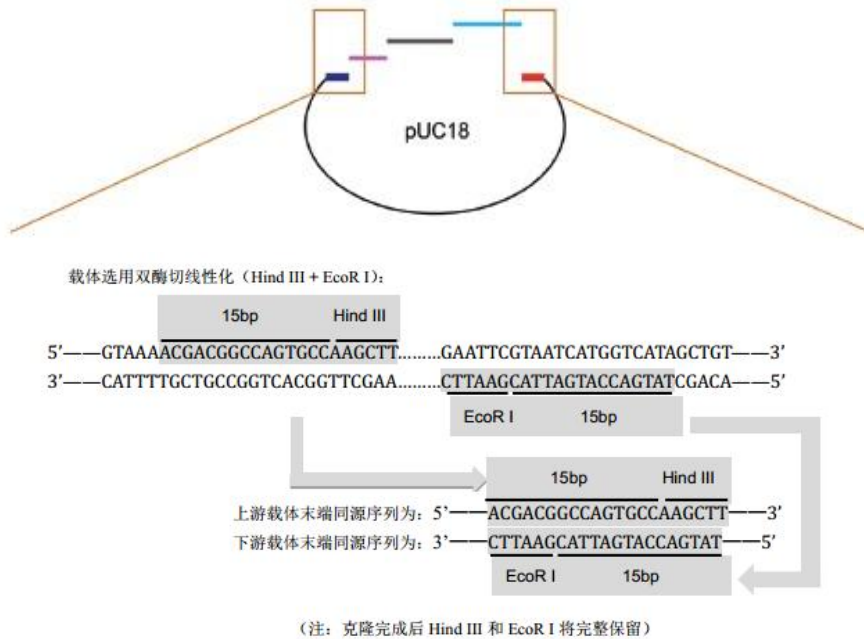 pUC18
载体选用双酶切线性化(Hind III + EcoR I):
15bp Hind III
5’——GTAAAACGACGGCCAGTGCCAAGCTT.........GAATTCGTAATCATGGTCATAGCTGT——3’
3’——CATTTTGCTGCCGGTCACGGTTCGAA.........CTTAAGCATTAGTACCAGTATCGACA——5’
EcoR I 15bp
15bp Hind III
上游载体末端同源序列为: 5’——ACGACGGCCAGTGCCAAGCTT——3’
下游载体末端同源序列为: 3’——CTTAAGCATTAGTACCAGTAT——5’
EcoR I 15bp
(注:克隆完成后 Hind III 和 EcoR I 将完整保留)